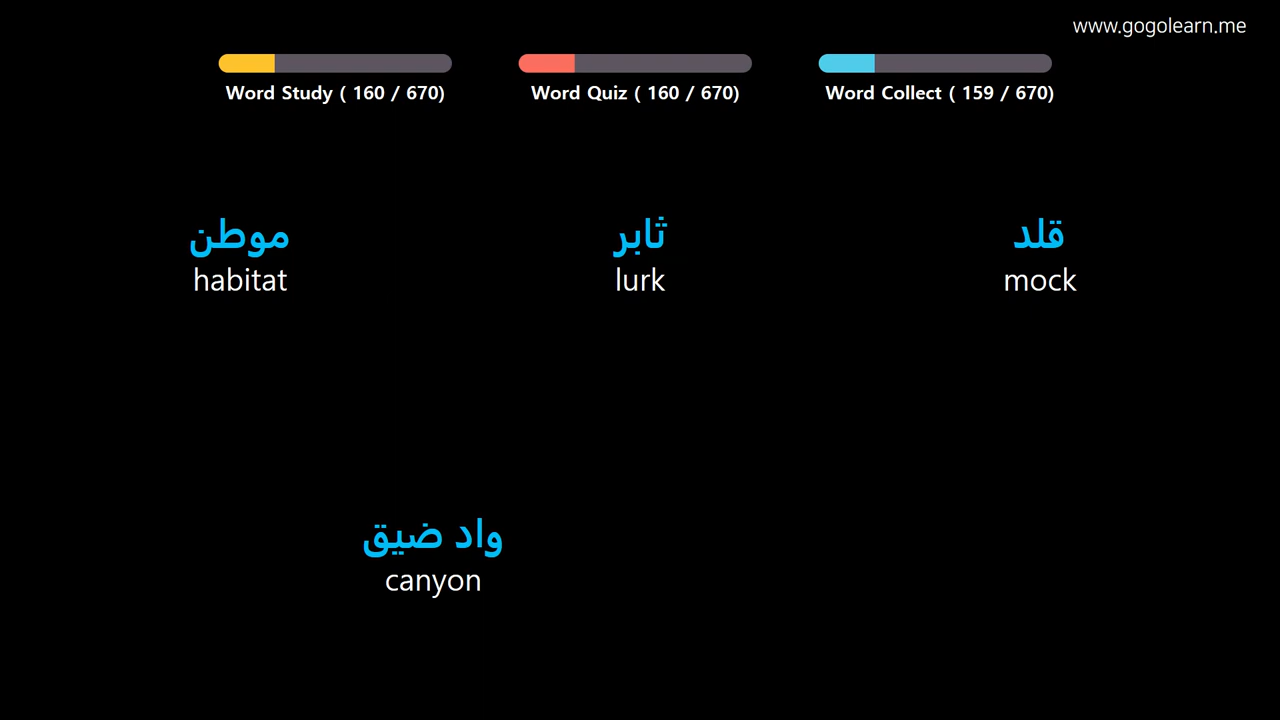 www.gogolearn.me
Word Study ( 160 / 670)
Word Quiz ( 160 / 670)
Word Collect ( 159 / 670)
موطن
habitat
ثابر
lurk
قلد
mock
واد ضيق
canyon